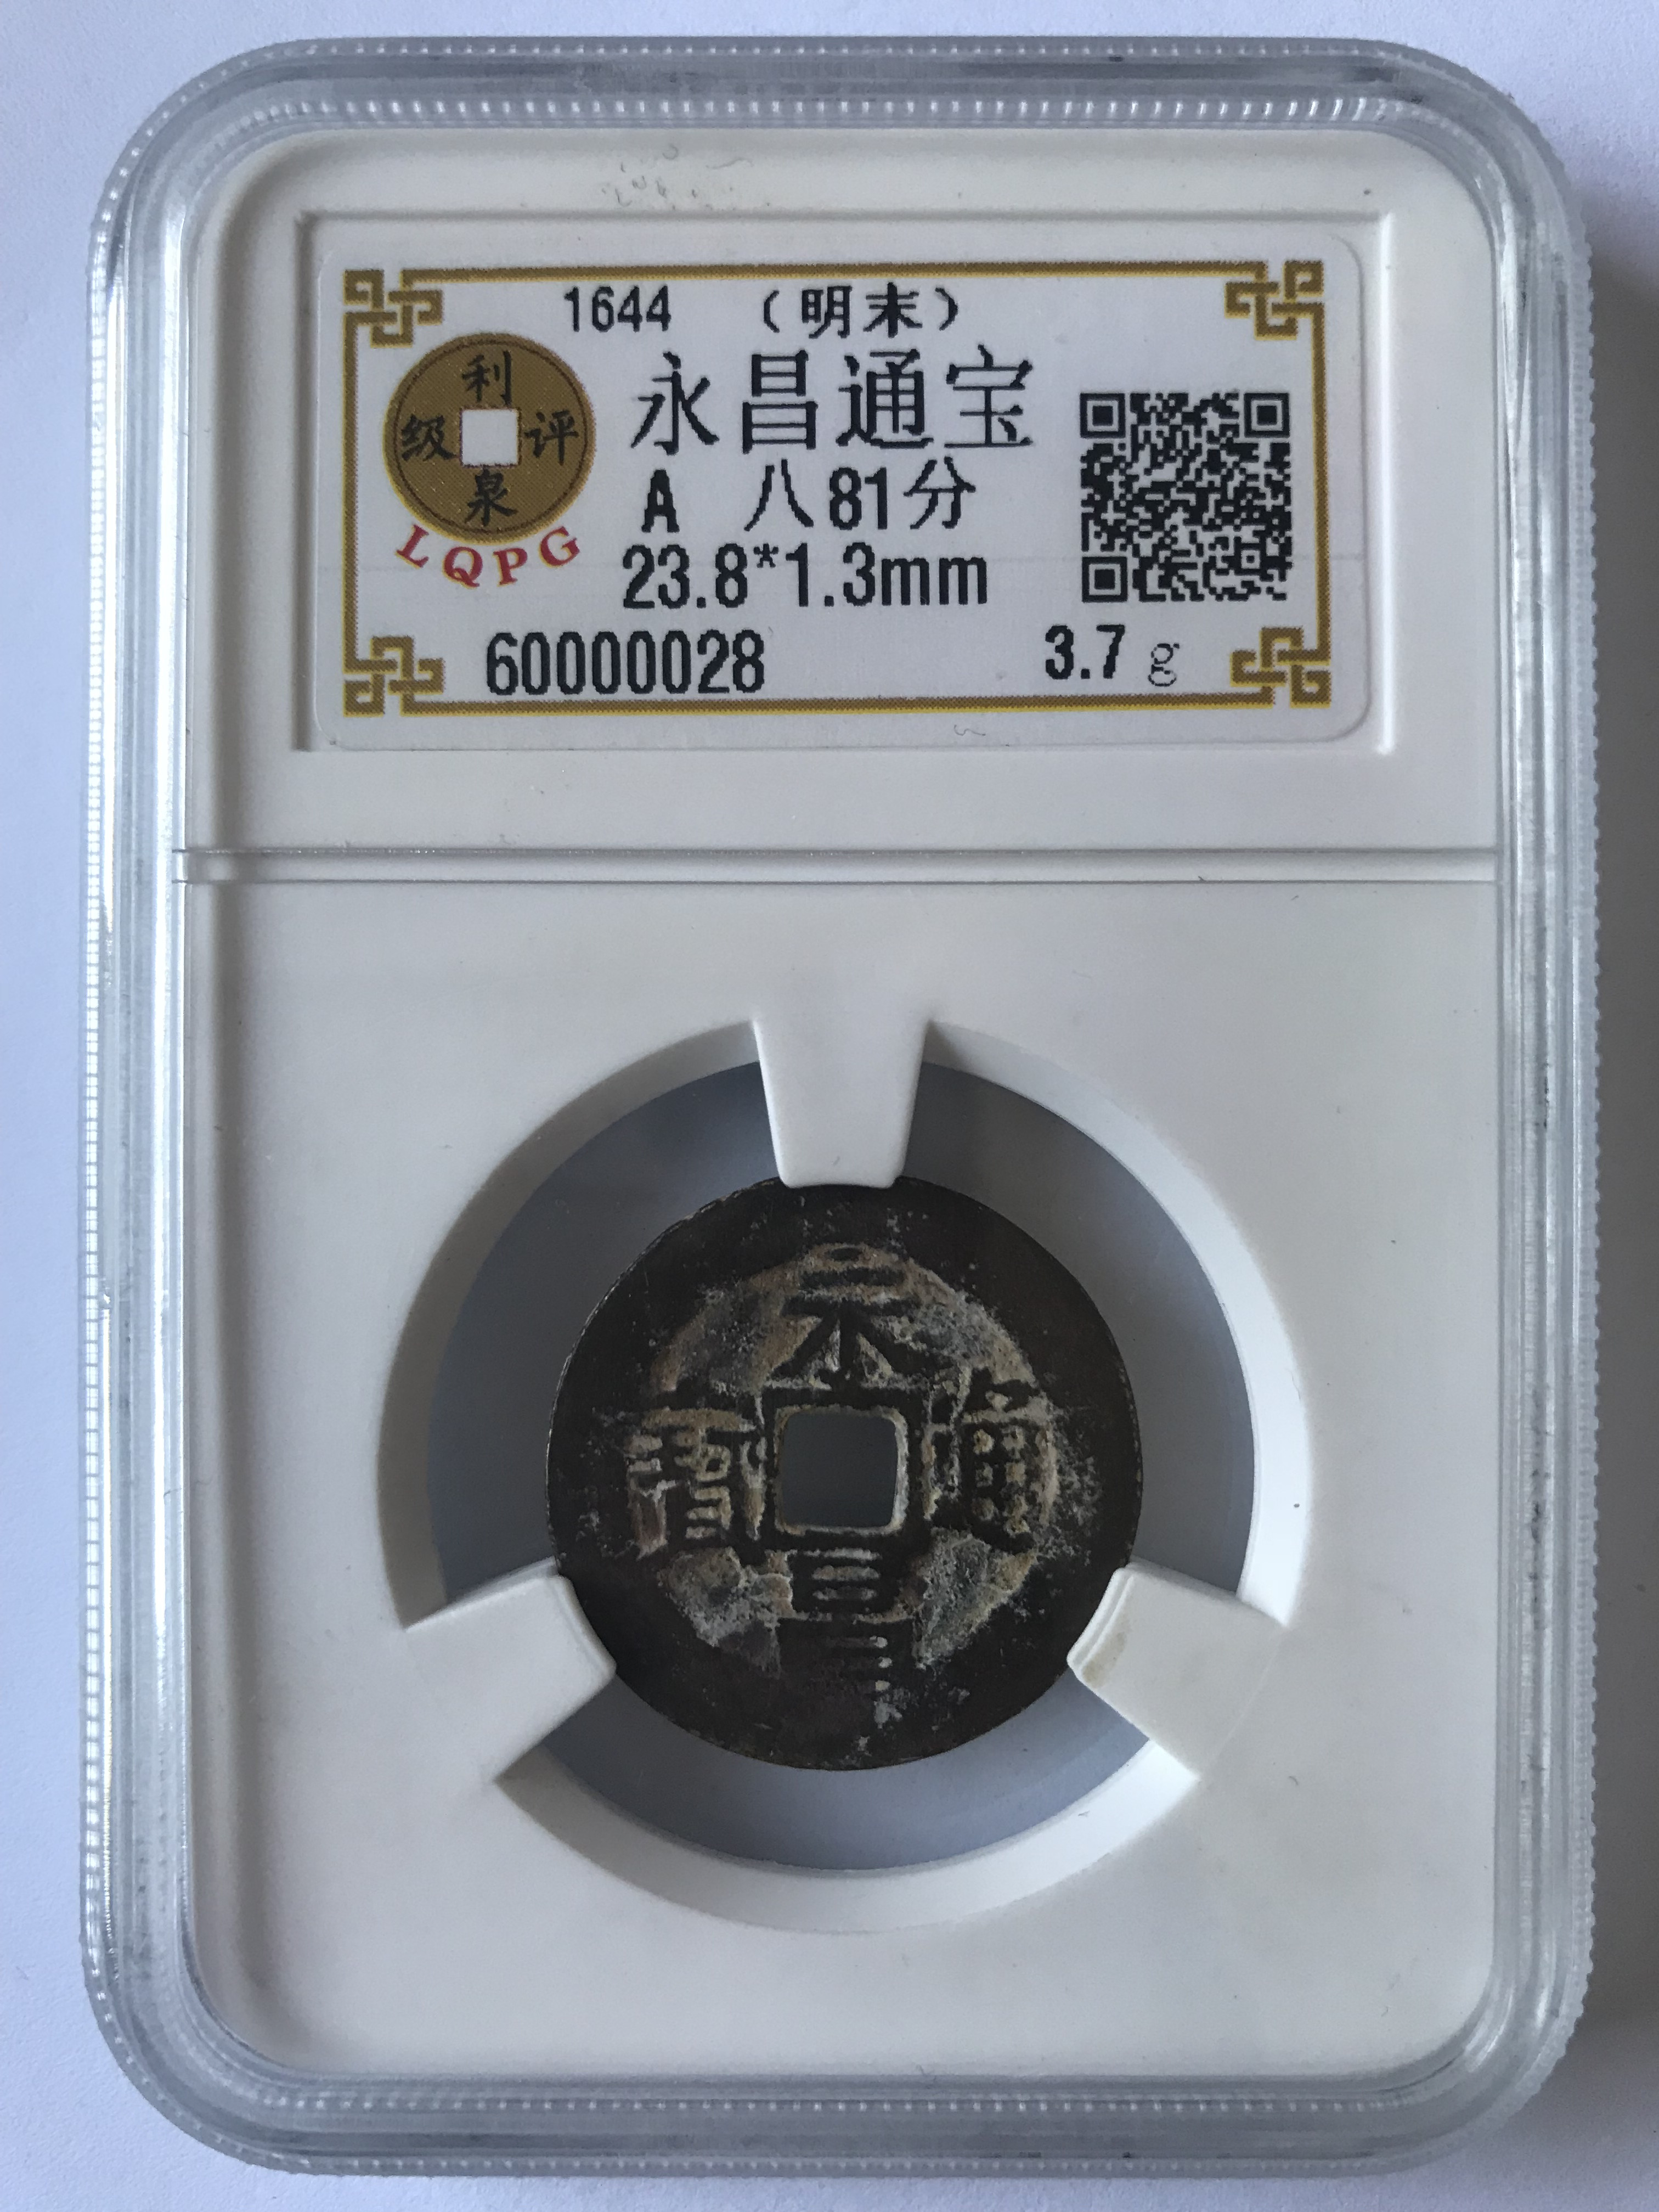 1644 （明末）
利
级 评
泉
LQPG
永昌通宝
A 八81分
23.8*1.3mm
60000028 3.7g
永
寶 通
昌